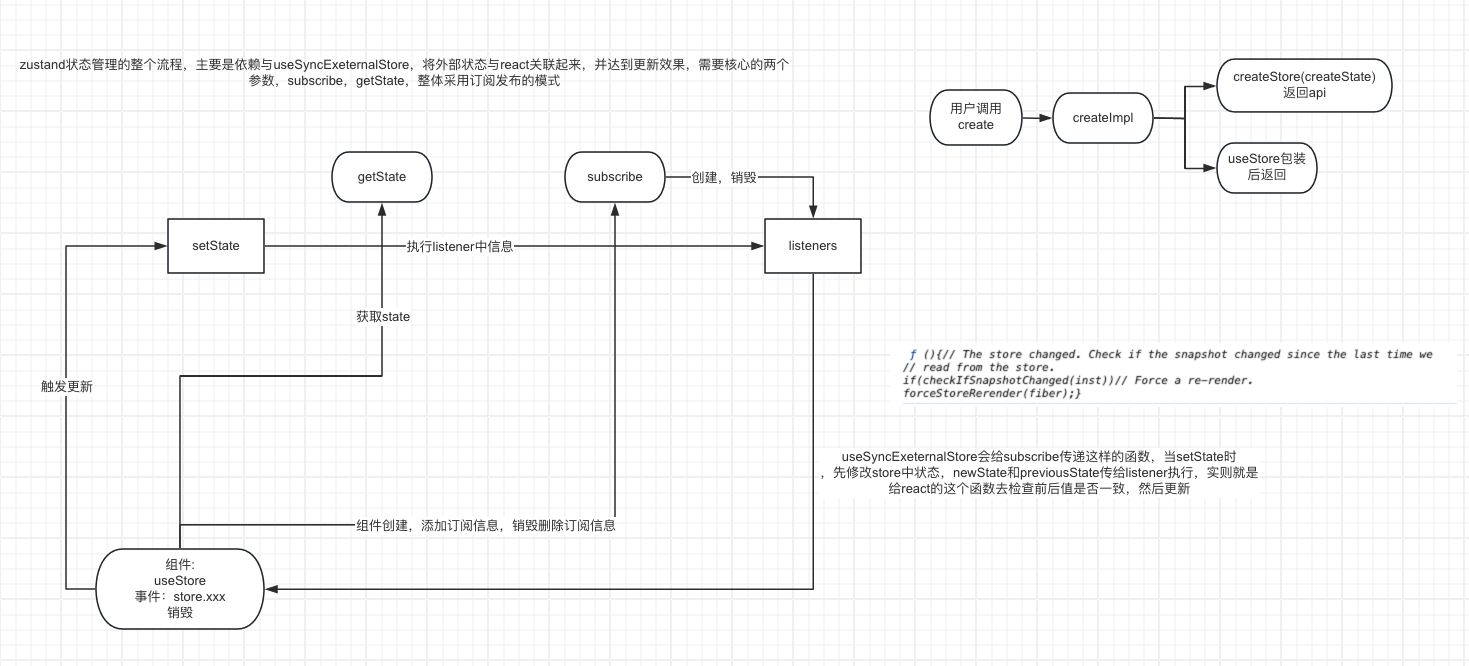 zustand状态管理的整个流程，主要是依赖与useSyncExeternalStore，将外部状态与react关联起来，并达到更新效果，需要核心的两个
参数，subscribe，getState，整体采用订阅发布的模式
用户调用
create
createImpl
createStore(createState)
返回api
useStore包装
后返回
getState
subscribe
创建，销毁
setState
执行listener中信息
listeners
获取state
触发更新
ƒ (){// The store changed. Check if the snapshot changed since the last time we
// read from the store.
if(checkIfSnapshotChanged(inst))// Force a re-render.
forceStoreRerender(fiber);}
useSyncExeternalStore会给subscribe传递这样的函数，当setState时
，先修改store中状态，newState和previousState传给listener执行，实则就是
给react的这个函数去检查前后值是否一致，然后更新
组件创建，添加订阅信息，销毁删除订阅信息
组件:
useStore
事件：store.xxx
销毁